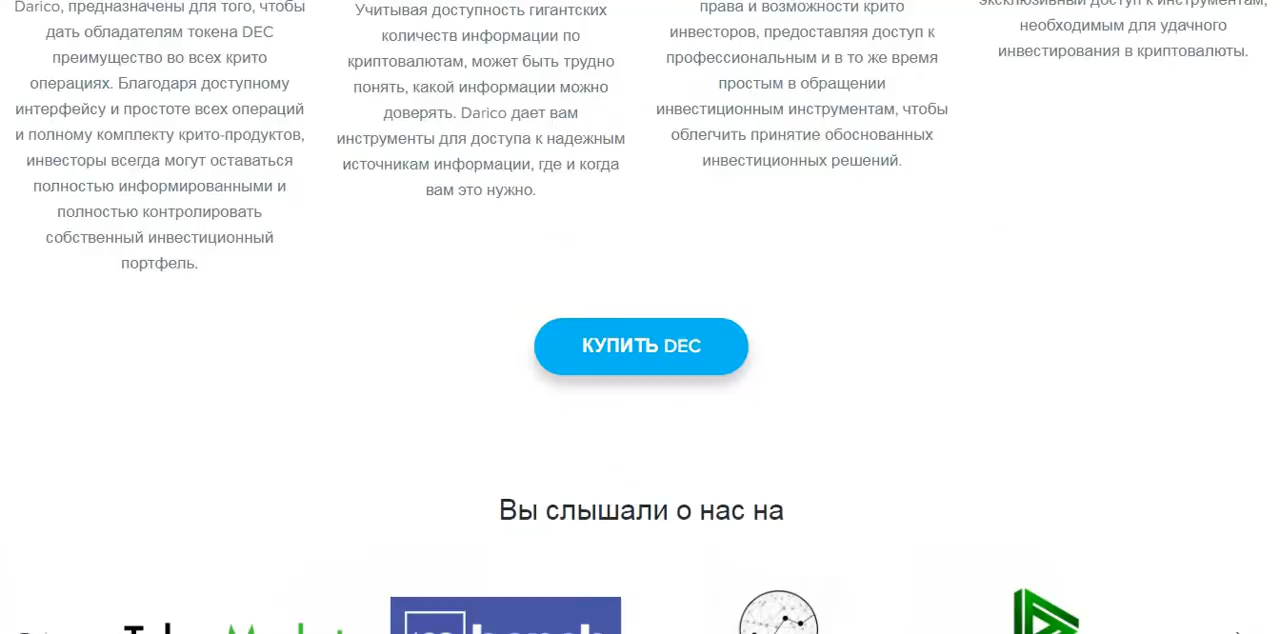 Darico, предназначены для того, чтобы
дать обладателям токена DEC
преимущество во всех крито
операциях. Благодаря доступному
интерфейсу и простоте всех операций
и полному комплекту крито-продуктов,
инвесторы всегда могут оставаться
полностью информированными и
полностью контролировать
собственный инвестиционный
портфель.
Учитывая доступность гигантских
количеств информации по
криптовалютам, может быть трудно
понять, какой информации можно
доверять. Darico дает вам
инструменты для доступа к надежным
источникам информации, где и когда
вам это нужно.
права и возможности крито
инвесторов, предоставляя доступ к
профессиональным и в то же время
простым в обращении
инвестиционным инструментам, чтобы
облегчить принятие обоснованных
инвестиционных решений.
эксклюзивный доступ к инструментам,
необходимым для удачного
инвестирования в криптовалюты.
КУПИТЬ DEC
Вы слышали о нас на